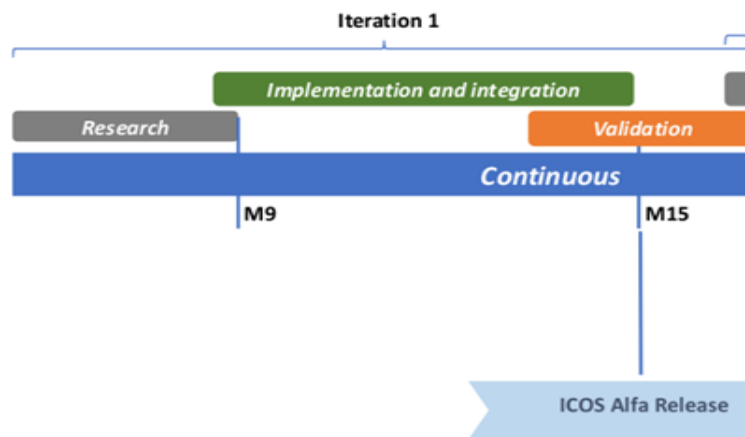 Iteration 1
Implementation and integration
Research
Validation
Continuous
M9
M15
ICOS Alfa Release